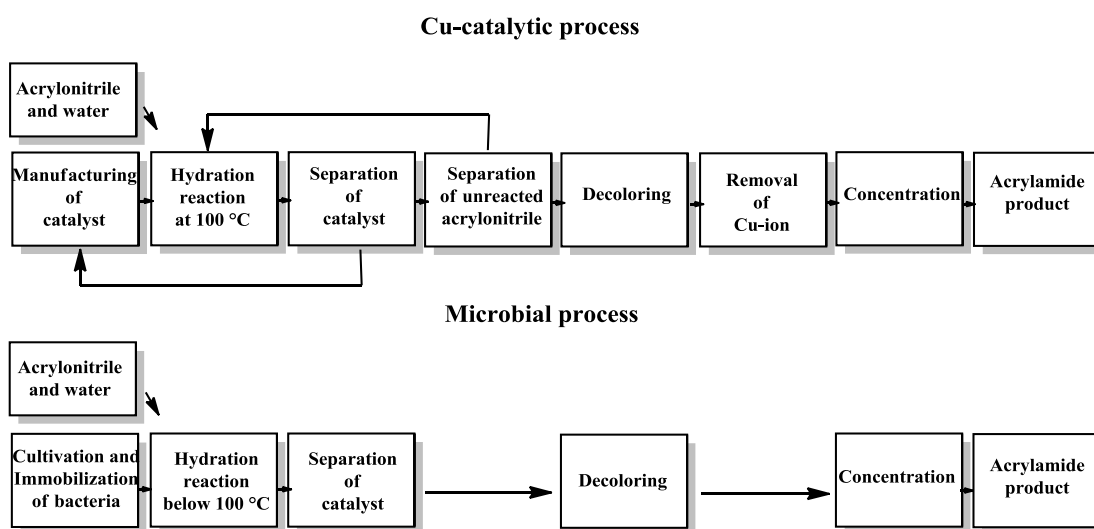 Cu-catalytic process
Acrylonitrile
and water
Manufacturing
of
catalyst
Hydration
reaction
at 100 °C
Separation
of
catalyst
Separation
of unreacted
acrylonitrile
Decoloring
Removal
of
Cu-ion
Concentration
Acrylamide
product
Microbial process
Acrylonitrile
and water
Cultivation and
Immobilization
of bacteria
Hydration
reaction
below 100 °C
Separation
of
catalyst
Decoloring
Concentration
Acrylamide
product